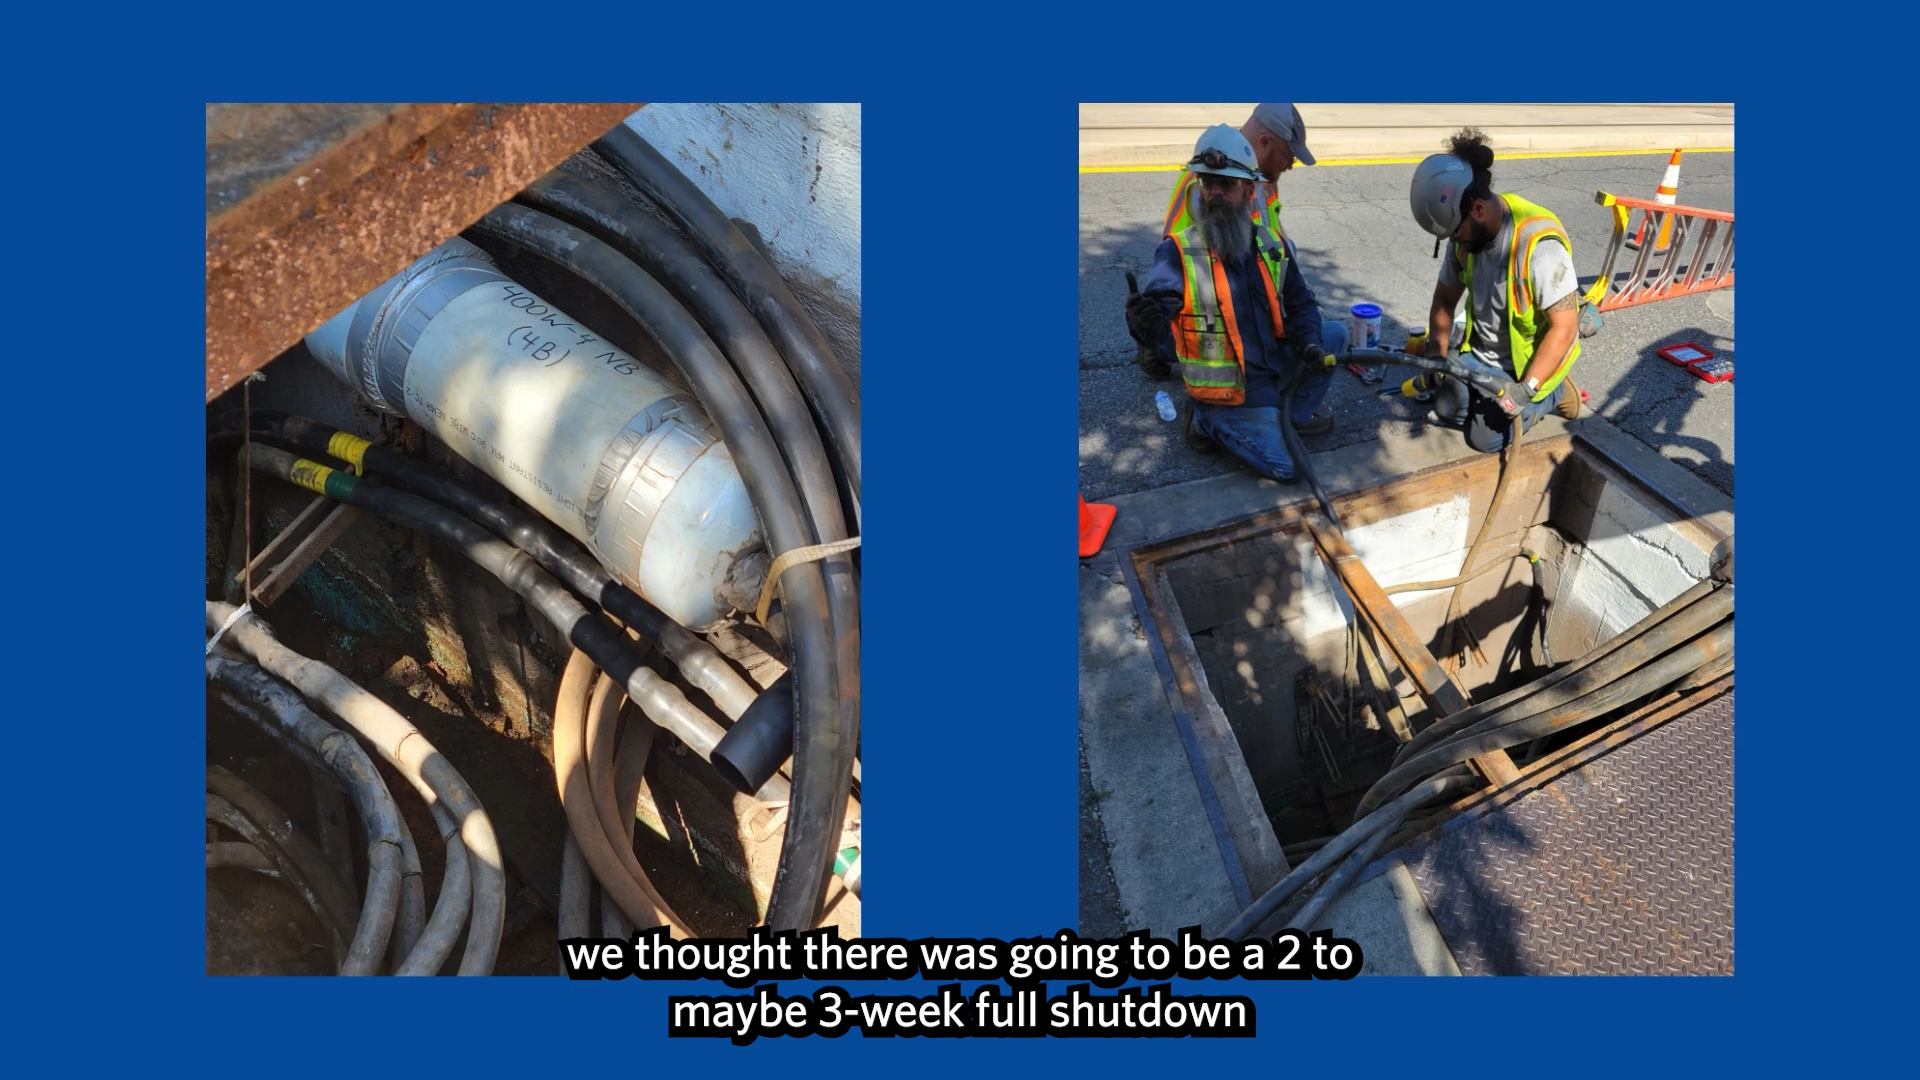 400W-4 NB
(4B)
we thought there was going to be a 2 to
maybe 3-week full shutdown